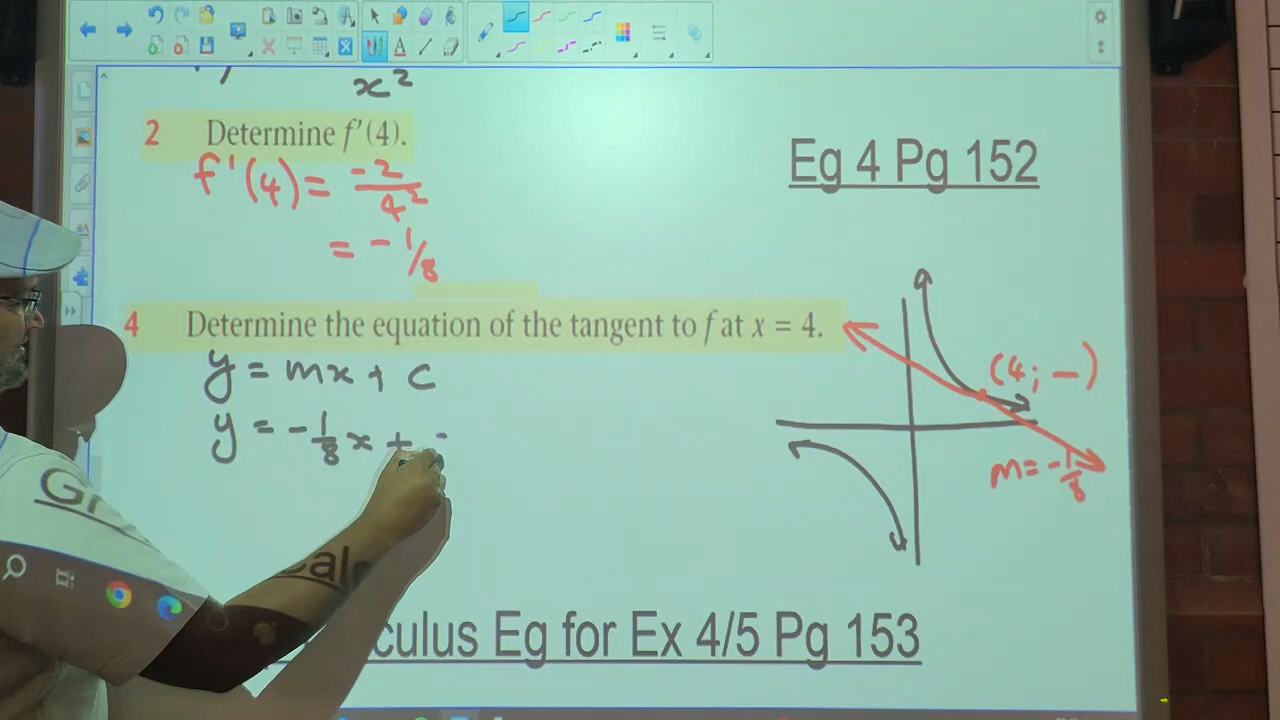 x²
2 Determine f'(4).
f'(4) = -2/4²
= -1/8
Eg 4 Pg 152
4 Determine the equation of the tangent to f at x = 4.
y = mx + c
y = -1/8 x +
(4; –)
m = -1/8
culus Eg for Ex 4/5 Pg 153